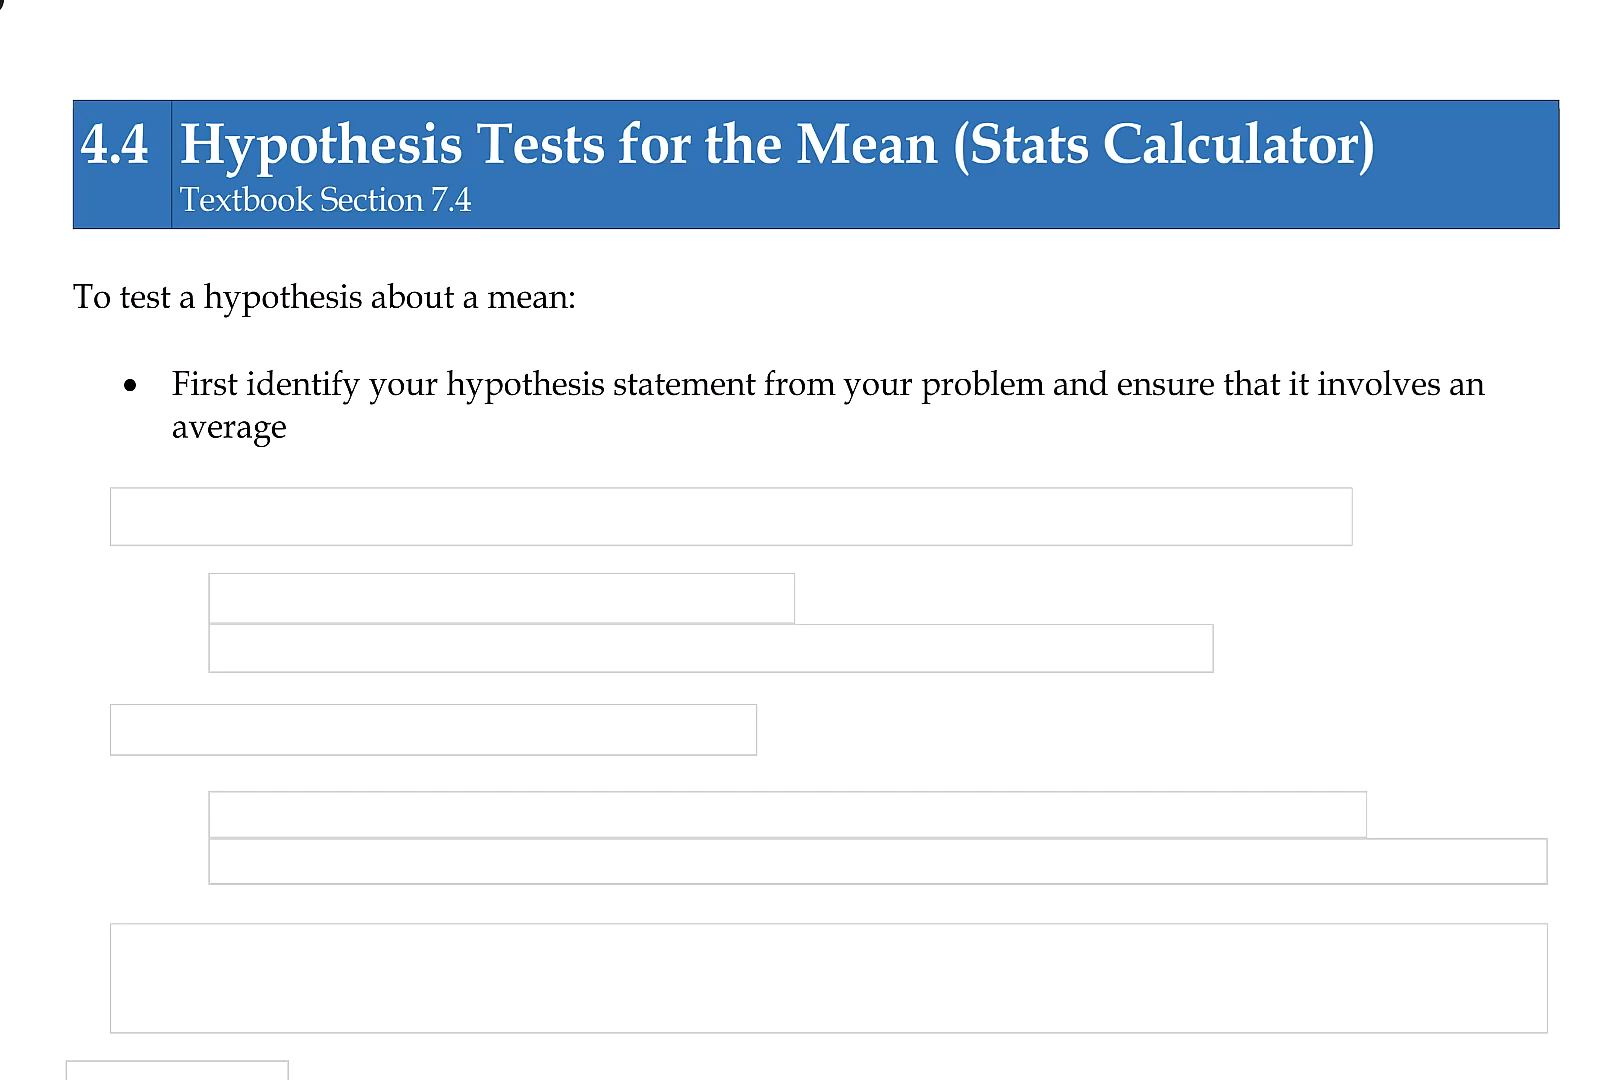 4.4 Hypothesis Tests for the Mean (Stats Calculator)
Textbook Section 7.4
To test a hypothesis about a mean:
• First identify your hypothesis statement from your problem and ensure that it involves an
average